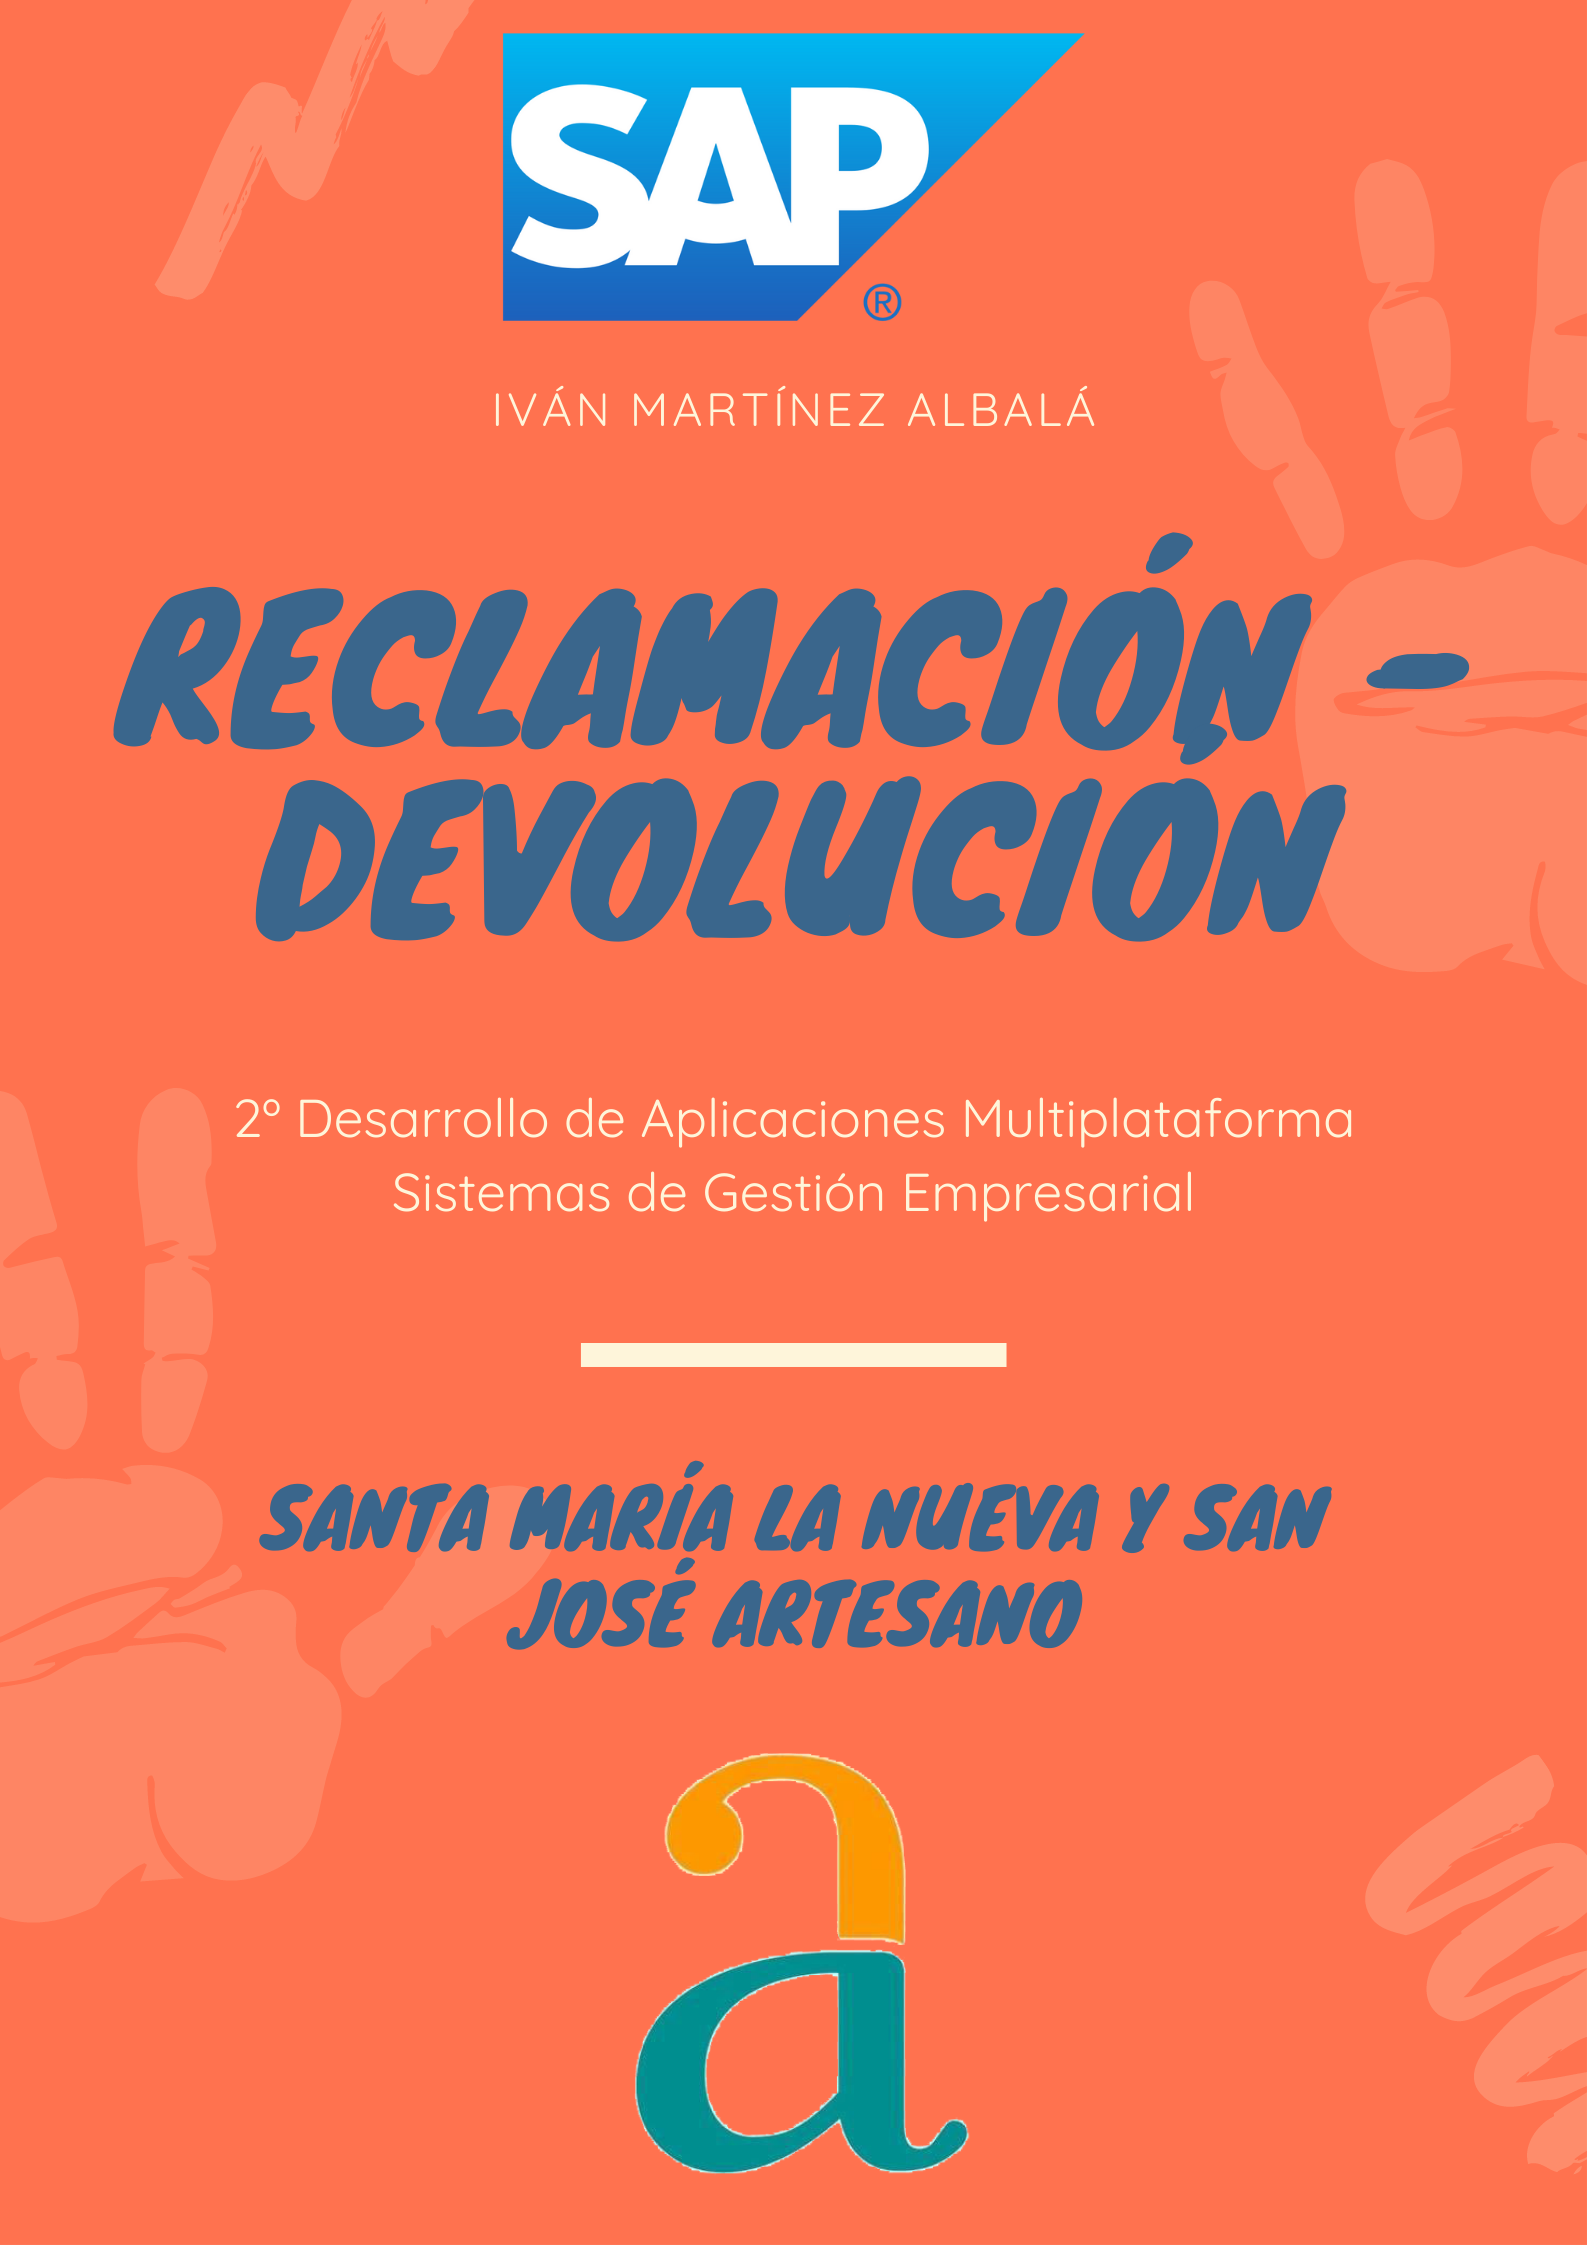 SAP
®
IVÁN MARTÍNEZ ALBALÁ
RECLAMACIÓN -
DEVOLUCIÓN
2º Desarrollo de Aplicaciones Multiplataforma
Sistemas de Gestión Empresarial
SANTA MARÍA LA NUEVA Y SAN
JOSÉ ARTESANO
a